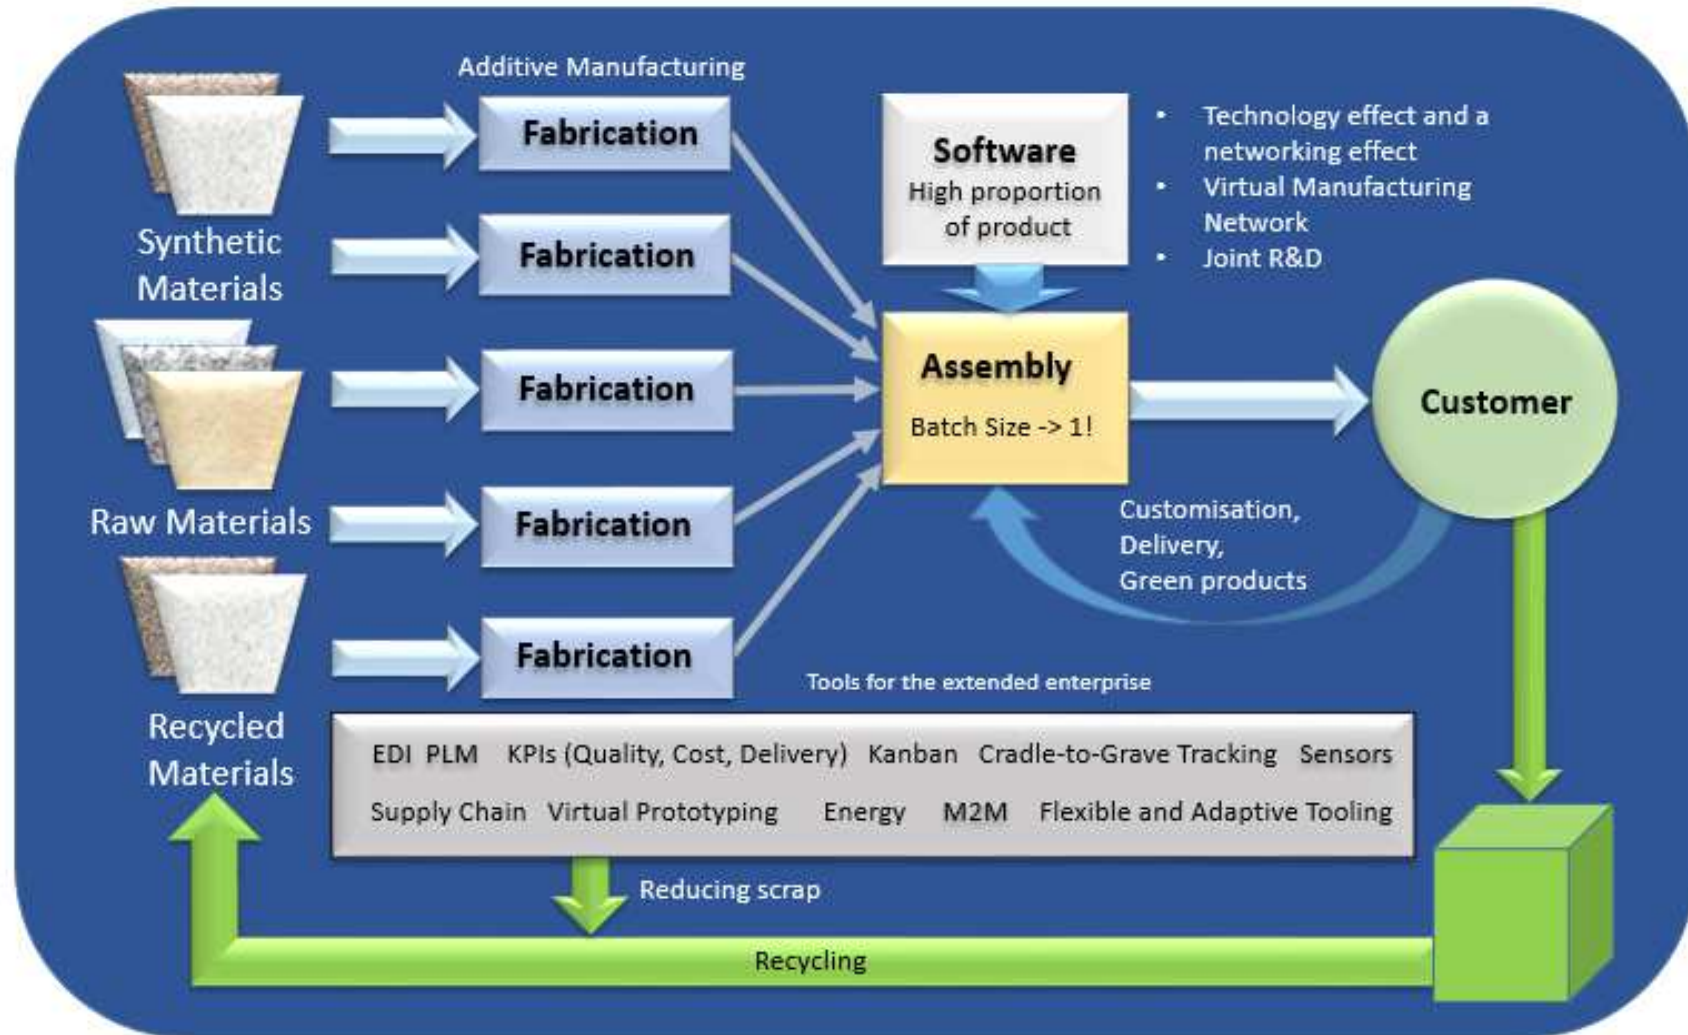 Additive Manufacturing
Fabrication
Fabrication
Fabrication
Fabrication
Fabrication
Synthetic
Materials
Raw Materials
Recycled
Materials
Software
High proportion
of product
• Technology effect and a
networking effect
• Virtual Manufacturing
Network
• Joint R&D
Assembly
Batch Size -> 1!
Customer
Customisation,
Delivery,
Green products
Tools for the extended enterprise
EDI PLM KPIs (Quality, Cost, Delivery) Kanban Cradle-to-Grave Tracking Sensors
Supply Chain Virtual Prototyping Energy M2M Flexible and Adaptive Tooling
Reducing scrap
Recycling